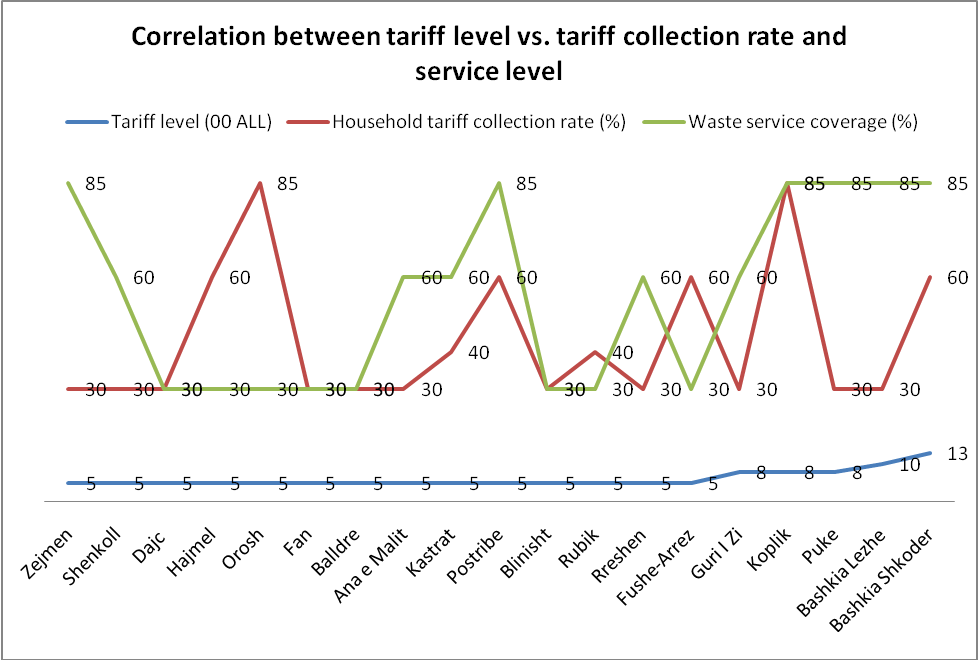 Correlation between tariff level vs. tariff collection rate and
service level
Tariff level (00 ALL) Household tariff collection rate (%) Waste service coverage (%)
85 85 85 85 85 85 85
60 60 60 60 60 60 60 60 60
40 40
30 30 30 30 30 30 30 30 30 30 30 30 30 30 30
13
10
8 8 8
5 5 5 5 5 5 5 5 5 5 5 5 5 5
Zejmen
Shenkoll
Dajc
Hajmel
Orosh
Fan
Balldre
Ana e Malit
Kastrat
Postribe
Blinisht
Rubik
Rreshen
Fushe-Arrez
Guri I Zi
Koplik
Puke
Bashkia Lezhe
Bashkia Shkoder